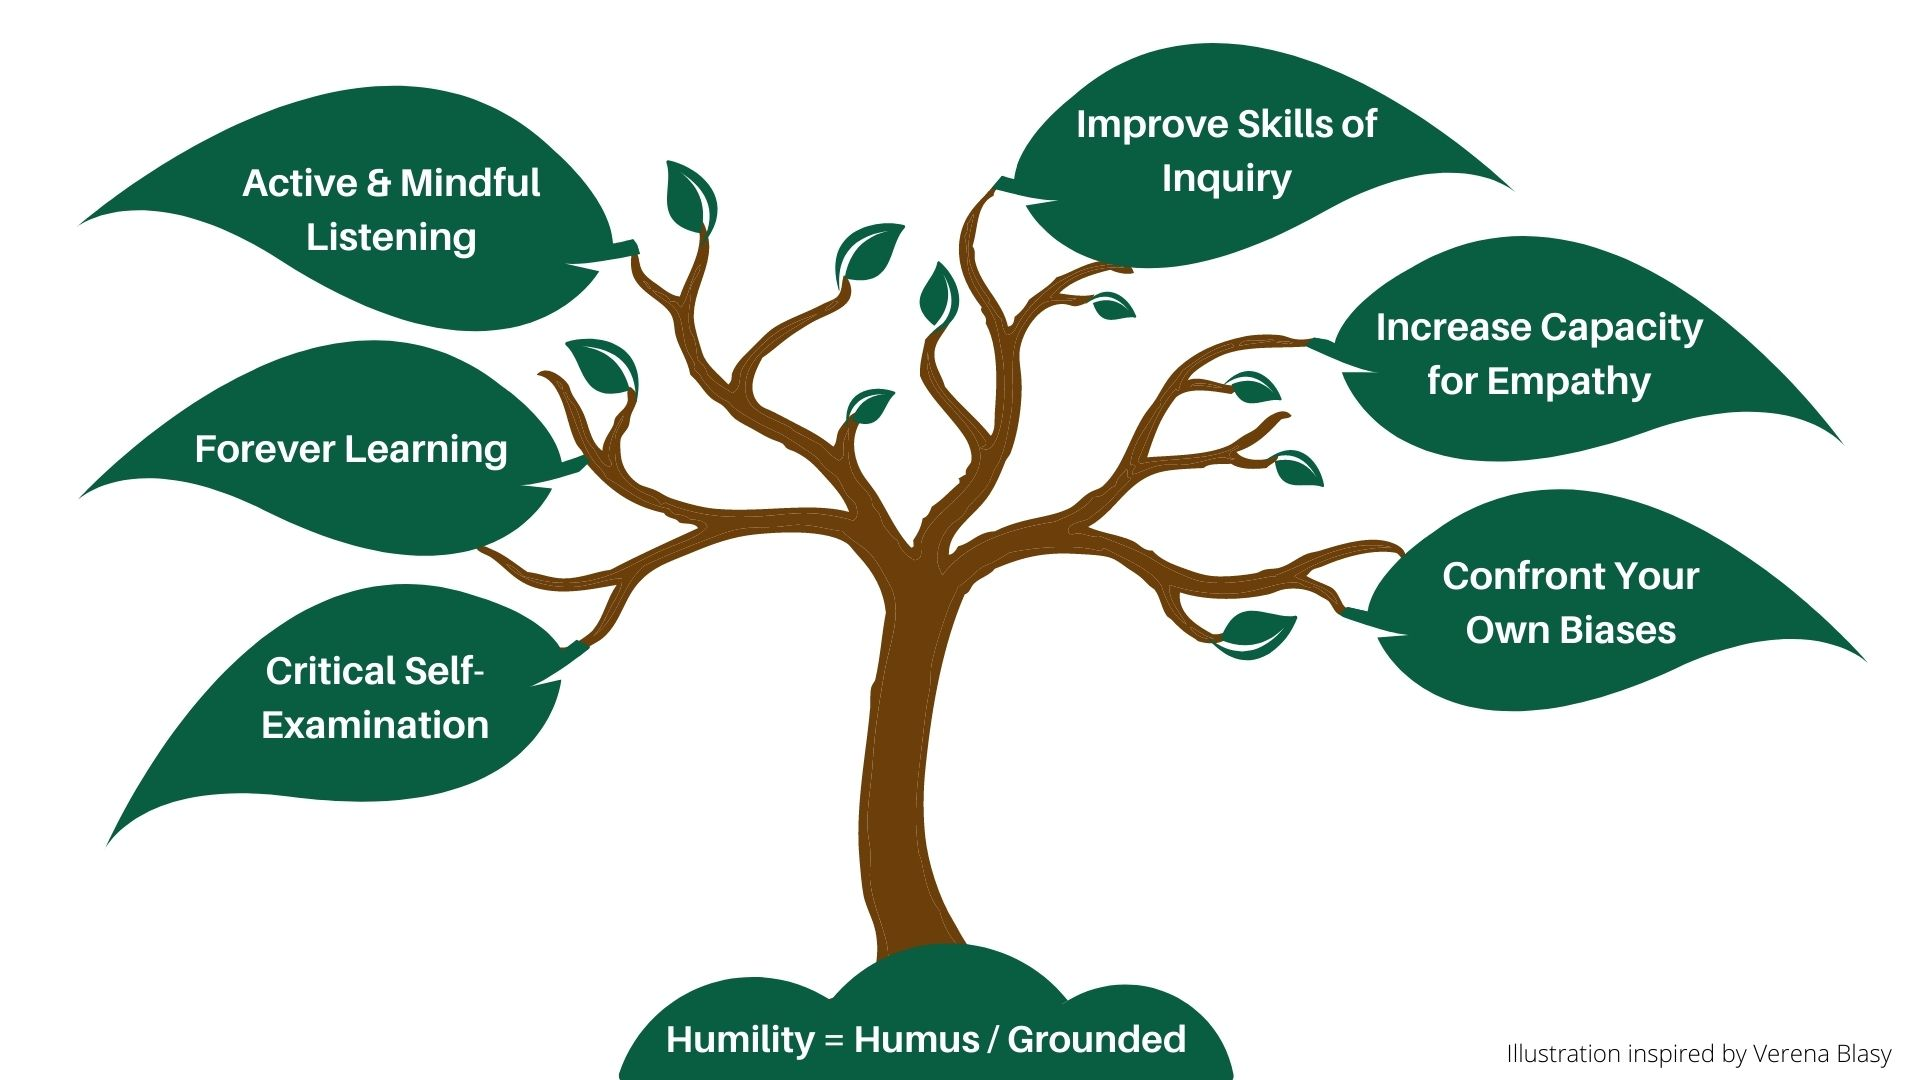 Active & Mindful
Listening
Improve Skills of
Inquiry
Forever Learning
Increase Capacity
for Empathy
Critical Self-
Examination
Confront Your
Own Biases
Humility = Humus / Grounded
Illustration inspired by Verena Blasy